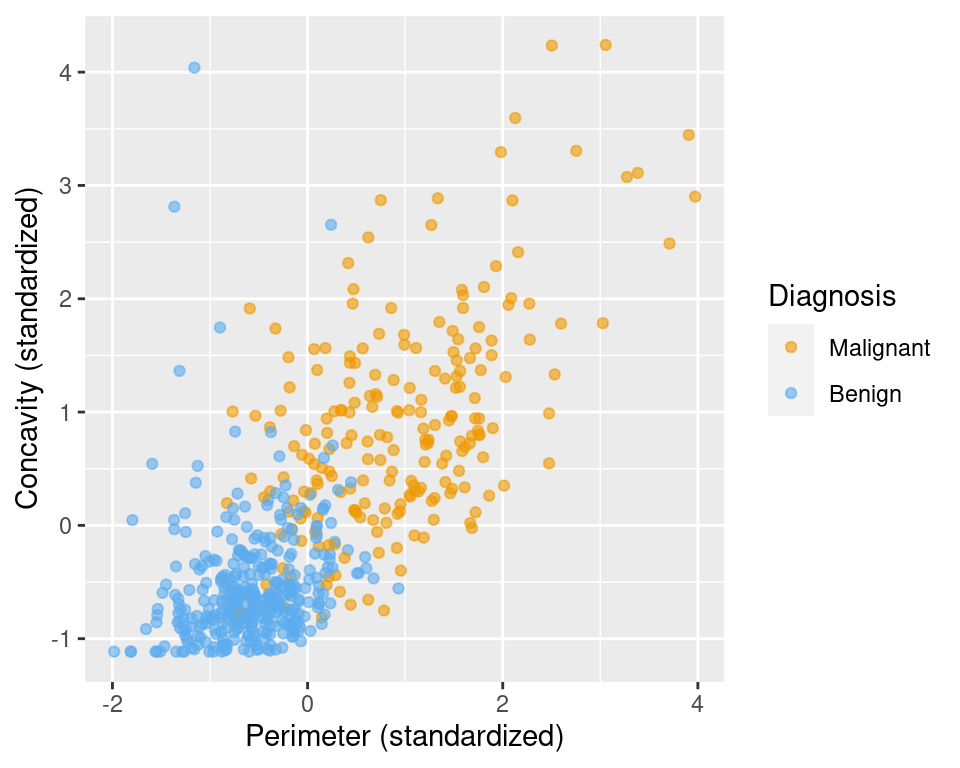 4
3
2
1
0
-1
-2
0
2
4
Concavity (standardized)
Perimeter (standardized)
Diagnosis
Malignant
Benign